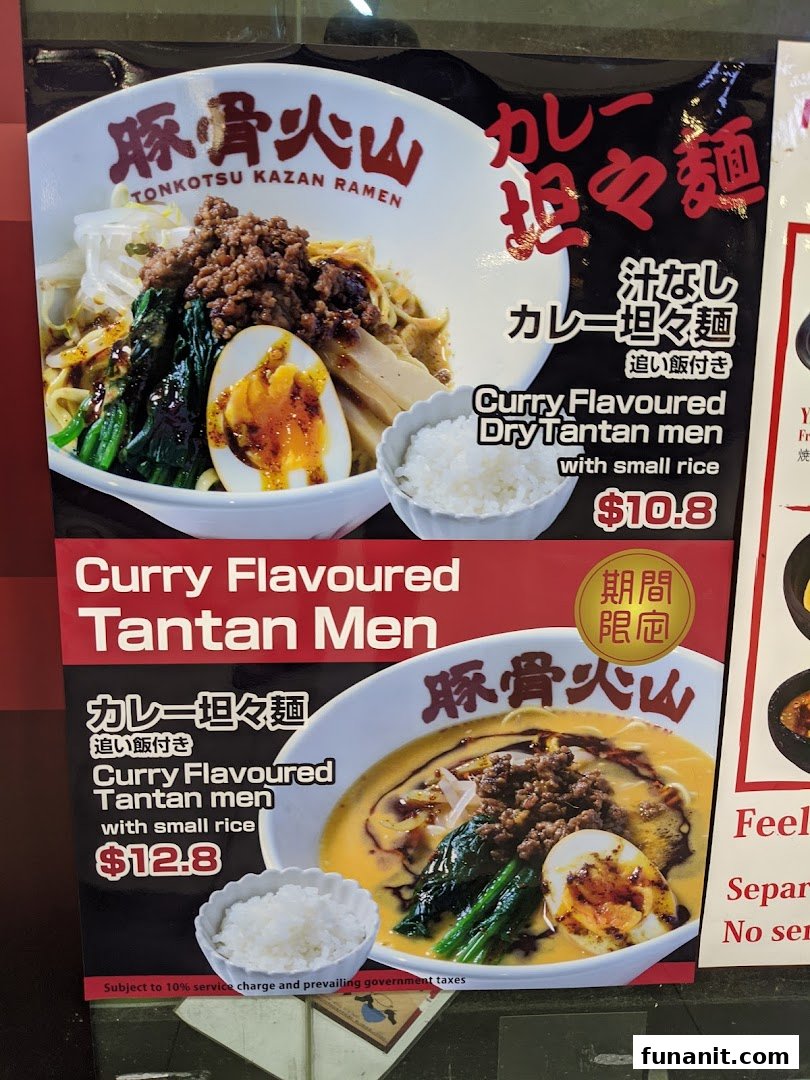 豚骨火山
TONKOTSU KAZAN RAMEN
カレー
坦々麺
汁なし
カレー坦々麺
追い飯付き
Curry Flavoured
Dry Tantan men
with small rice
$10.8
Curry Flavoured
Tantan Men
期間
限定
豚骨火山
カレー坦々麺
追い飯付き
Curry Flavoured
Tantan men
with small rice
$12.8
Subject to 10% service charge and prevailing government taxes
Feel
Separ
No ser
funanit.com